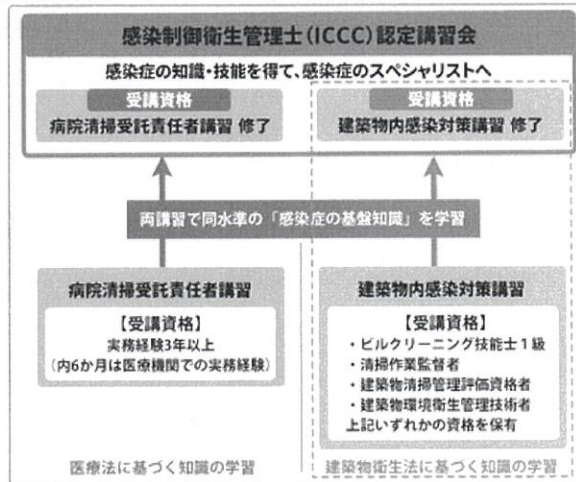 感染制御衛生管理士(ICCC)認定講習会
感染症の知識・技能を得て、感染症のスペシャリストへ
受講資格
病院清掃受託責任者講習 修了
受講資格
建築物内感染対策講習 修了
両講習で同水準の「感染症の基盤知識」を学習
病院清掃受託責任者講習
【受講資格】
実務経験3年以上
(内6か月は医療機関での実務経験)
医療法に基づく知識の学習
建築物内感染対策講習
【受講資格】
・ビルクリーニング技能士1級
・清掃作業監督者
・建築物清掃管理評価資格者
・建築物環境衛生管理技術者
上記いずれかの資格を保有
建築物衛生法に基づく知識の学習